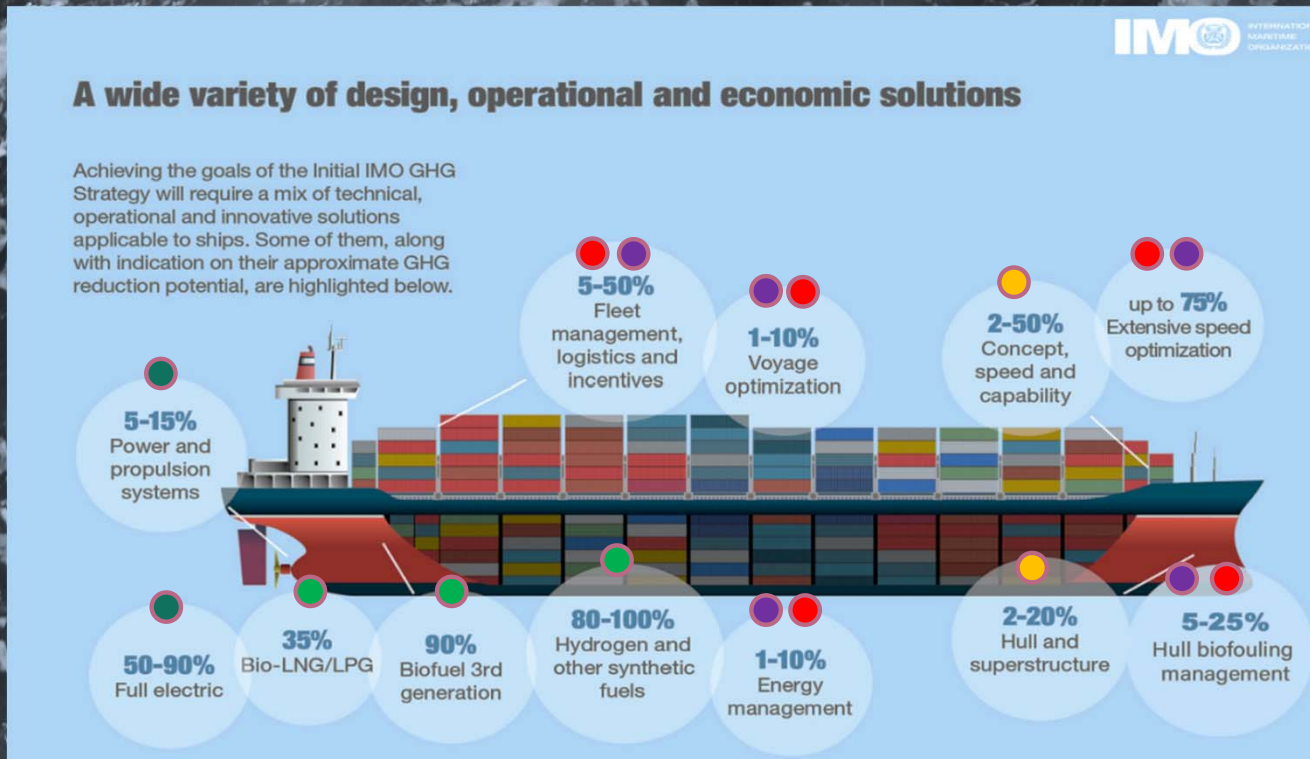 IMO
INTERNATION
MARITIME
ORGANIZATI
A wide variety of design, operational and economic solutions
Achieving the goals of the Initial IMO GHG
Strategy will require a mix of technical,
operational and innovative solutions
applicable to ships. Some of them, along
with indication on their approximate GHG
reduction potential, are highlighted below.
5-15%
Power and
propulsion
systems
5-50%
Fleet
management,
logistics and
incentives
1-10%
Voyage
optimization
2-50%
Concept,
speed and
capability
up to 75%
Extensive speed
optimization
50-90%
Full electric
35%
Bio-LNG/LPG
90%
Biofuel 3rd
generation
80-100%
Hydrogen and
other synthetic
fuels
1-10%
Energy
management
2-20%
Hull and
superstructure
5-25%
Hull biofouling
management